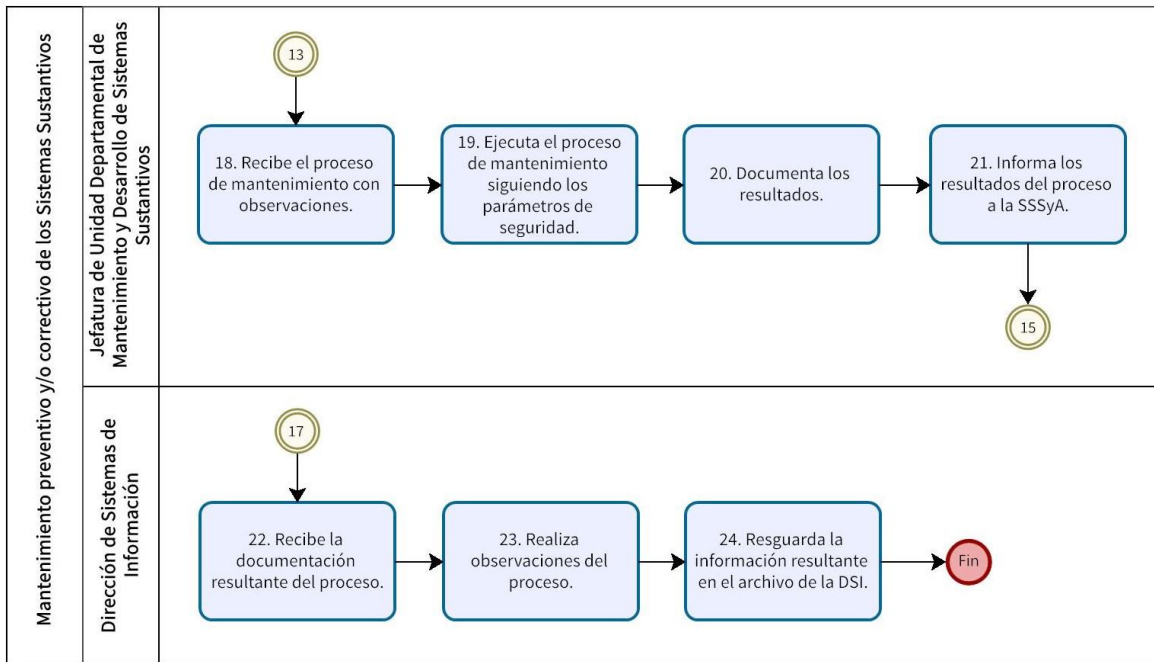 Mantenimiento preventivo y/o correctivo de los Sistemas Sustantivos
Jefatura de Unidad Departamental de
Mantenimiento y Desarrollo de Sistemas
Sustantivos
13
18. Recibe el proceso
de mantenimiento con
observaciones.
19. Ejecuta el proceso
de mantenimiento
siguiendo los
parámetros de
seguridad.
20. Documenta los
resultados.
21. Informa los
resultados del proceso
a la SSSyA.
15
Dirección de Sistemas de
Información
17
22. Recibe la
documentación
resultante del proceso.
23. Realiza
observaciones del
proceso.
24. Resguarda la
información resultante
en el archivo de la DSI.
Fin